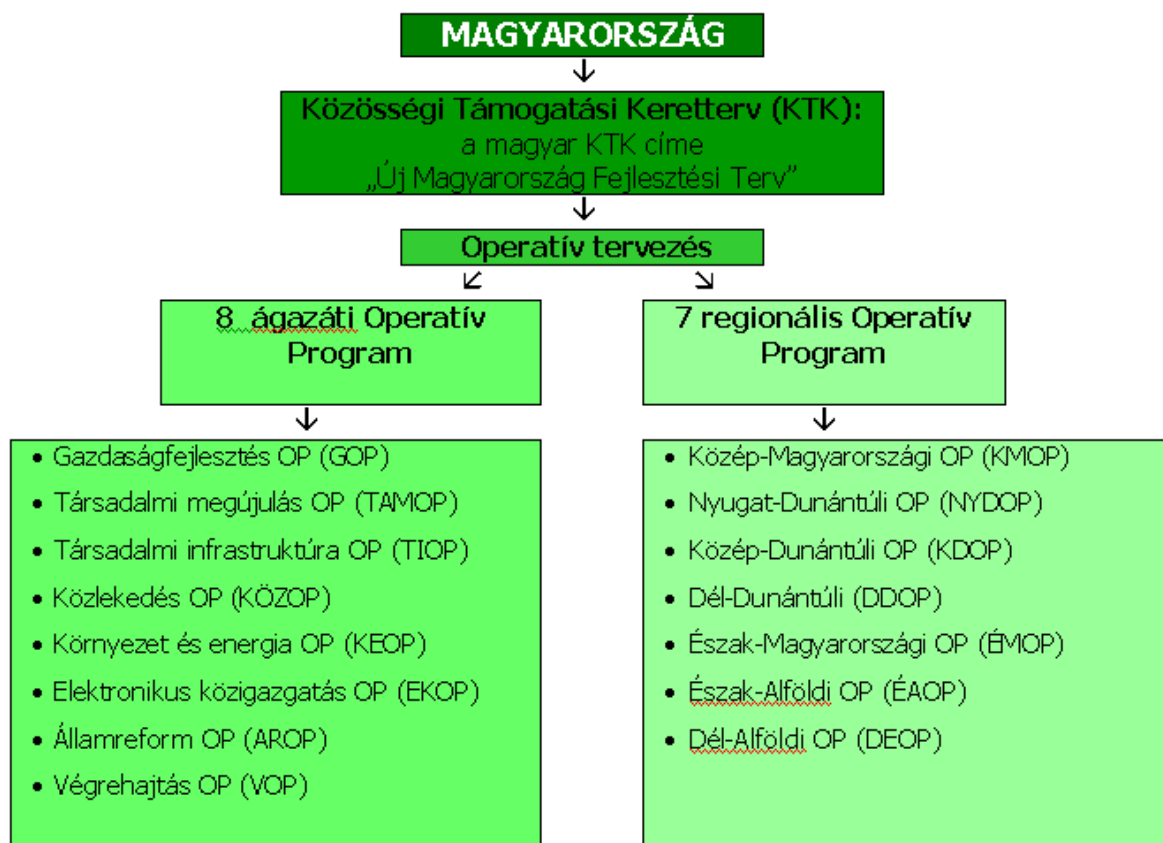 MAGYARORSZÁG
Közösségi Támogatási Keretterv (KTK):
a magyar KTK címe
„Új Magyarország Fejlesztési Terv”
Operatív tervezés
8 ágazáti Operatív
Program
7 regionális Operatív
Program
• Gazdaságfejlesztés OP (GOP)
• Társadalmi megújulás OP (TAMOP)
• Társadalmi infrastruktúra OP (TIOP)
• Közlekedés OP (KÖZOP)
• Környezet és energia OP (KEOP)
• Elektronikus közigazgatás OP (EKOP)
• Államreform OP (AROP)
• Végrehajtás OP (VOP)
• Közép-Magyarországi OP (KMOP)
• Nyugat-Dunántúli OP (NYDOP)
• Közép-Dunántúli OP (KDOP)
• Dél-Dunántúli (DDOP)
• Észak-Magyarországi OP (ÉMOP)
• Észak-Alföldi OP (ÉAOP)
• Dél-Alföldi OP (DEOP)